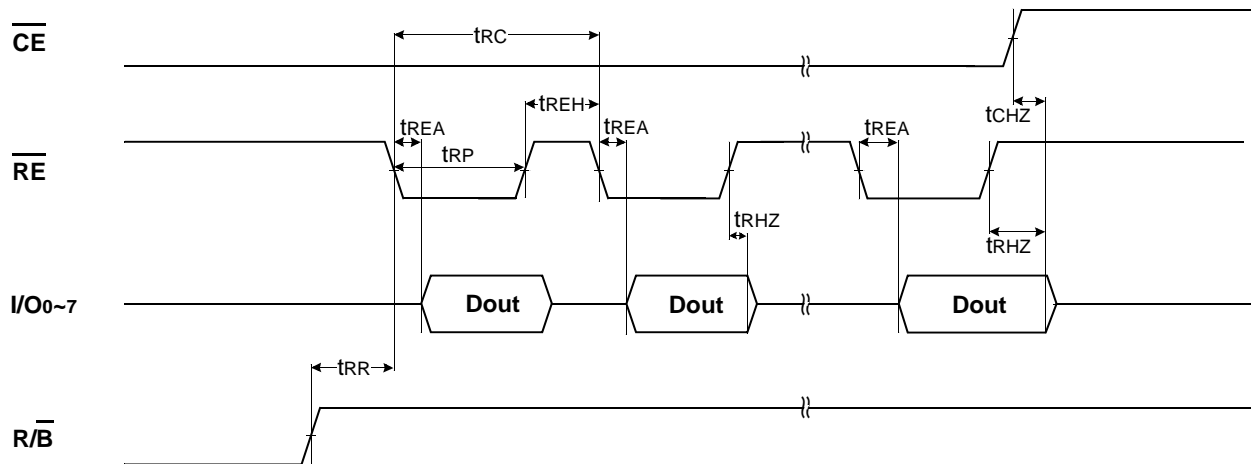 CE
tRC
tREH
tCHZ
tREA
tREA
tREA
tRP
RE
tRHZ
tRHZ
I/O0~7
Dout
Dout
Dout
tRR
R/B